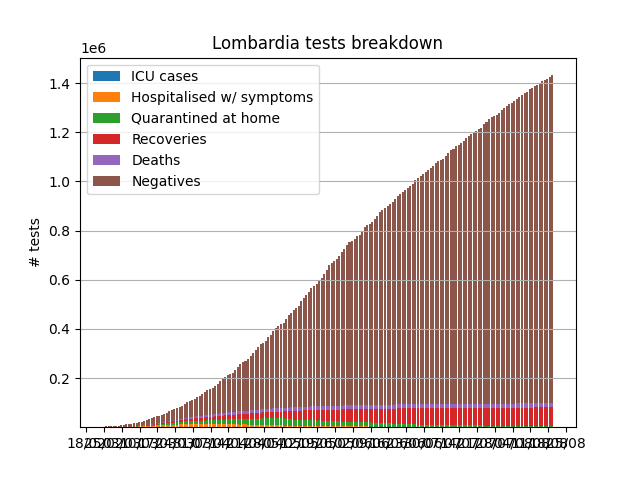 Lombardia tests breakdown
1e6
ICU cases
Hospitalised w/ symptoms
Quarantined at home
Recoveries
Deaths
Negatives
1.4
1.2
1.0
0.8
0.6
0.4
0.2
# tests